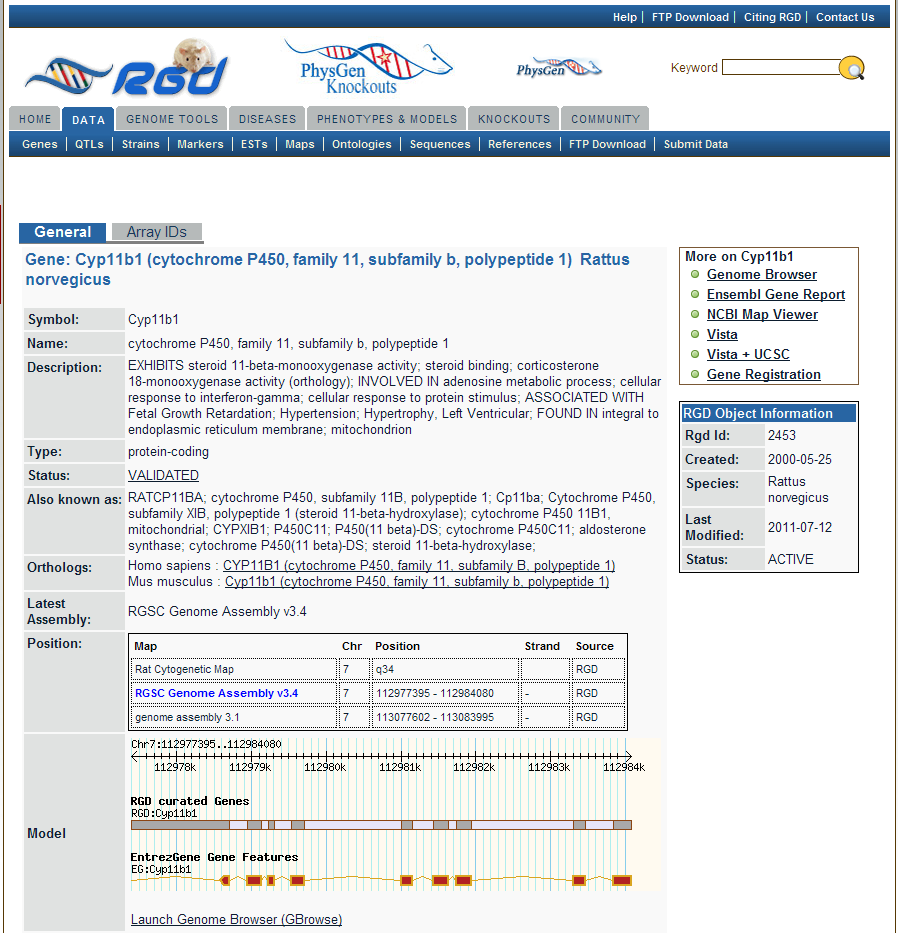 Help | FTP Download | Citing RGD | Contact Us
RGD
PhysGen
Knockouts
PhysGen
Keyword
HOME DATA GENOME TOOLS DISEASES PHENOTYPES & MODELS KNOCKOUTS COMMUNITY
Genes | QTLs | Strains | Markers | ESTs | Maps | Ontologies | Sequences | References | FTP Download | Submit Data
General Array IDs
Gene: Cyp11b1 (cytochrome P450, family 11, subfamily b, polypeptide 1) Rattus
norvegicus
Symbol: Cyp11b1
Name: cytochrome P450, family 11, subfamily b, polypeptide 1
Description: EXHIBITS steroid 11-beta-monooxygenase activity; steroid binding; corticosterone
18-monooxygenase activity (orthology); INVOLVED IN adenosine metabolic process; cellular
response to interferon-gamma; cellular response to protein stimulus; ASSOCIATED WITH
Fetal Growth Retardation; Hypertension; Hypertrophy, Left Ventricular; FOUND IN integral to
endoplasmic reticulum membrane; mitochondrion
Type: protein-coding
Status: VALIDATED
Also known as: RATCP11BA; cytochrome P450, subfamily 11B, polypeptide 1; Cp11ba; Cytochrome P450,
subfamily XIB, polypeptide 1 (steroid 11-beta-hydroxylase); cytochrome P450 11B1,
mitochondrial; CYPXIB1; P450C11; P450(11 beta)-DS; cytochrome P450C11; aldosterone
synthase; cytochrome P450(11 beta)-DS; steroid 11-beta-hydroxylase;
Orthologs: Homo sapiens : CYP11B1 (cytochrome P450, family 11, subfamily B, polypeptide 1)
Mus musculus : Cyp11b1 (cytochrome P450, family 11, subfamily b, polypeptide 1)
Latest
Assembly: RGSC Genome Assembly v3.4
Position:
Map Chr Position Strand Source
Rat Cytogenetic Map 7 q34 RGD
RGSC Genome Assembly v3.4 7 112977395 - 112984080 - RGD
genome assembly 3.1 7 113077602 - 113083995 - RGD
Model
Chr7:112977395..112984080
112978k 112979k 112980k 112981k 112982k 112983k 112984k
RGD curated Genes
RGD:Cyp11b1
EntrezGene Gene Features
EG:Cyp11b1
Launch Genome Browser (GBrowse)
More on Cyp11b1
Genome Browser
Ensembl Gene Report
NCBI Map Viewer
Vista
Vista + UCSC
Gene Registration
RGD Object Information
Rgd Id: 2453
Created: 2000-05-25
Species: Rattus
norvegicus
Last
Modified: 2011-07-12
Status: ACTIVE